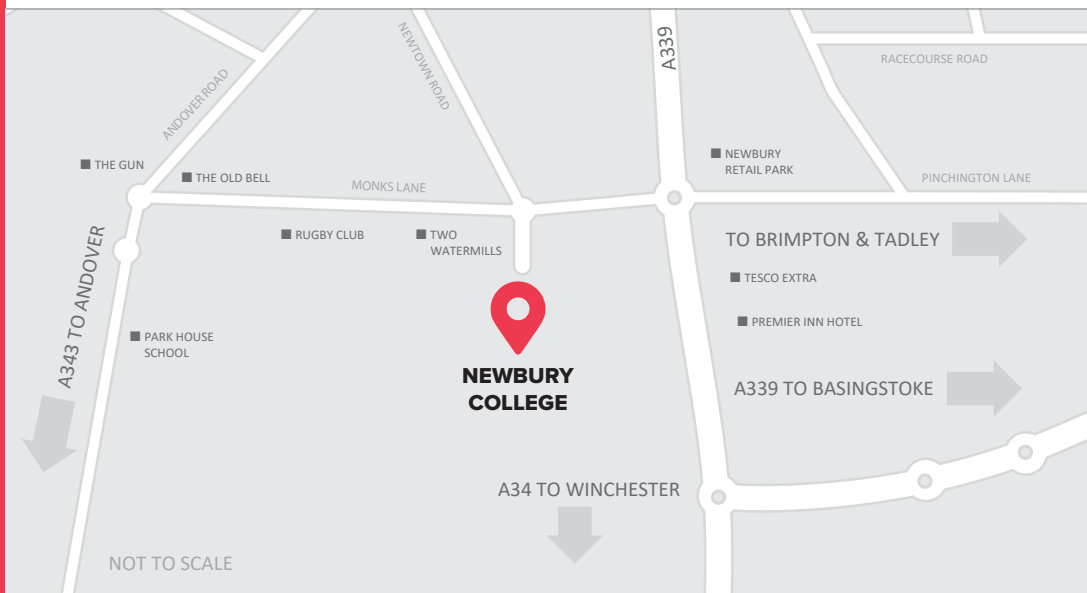 A339
NEWTOWN ROAD
RACECOURSE ROAD
ANDOVER ROAD
THE GUN
THE OLD BELL
NEWBURY
RETAIL PARK
MONKS LANE
PINCHINGTON LANE
RUGBY CLUB
TWO
WATERMILLS
TO BRIMPTON & TADLEY
TESCO EXTRA
A343 TO ANDOVER
PARK HOUSE
SCHOOL
PREMIER INN HOTEL
NEWBURY
COLLEGE
A339 TO BASINGSTOKE
A34 TO WINCHESTER
NOT TO SCALE